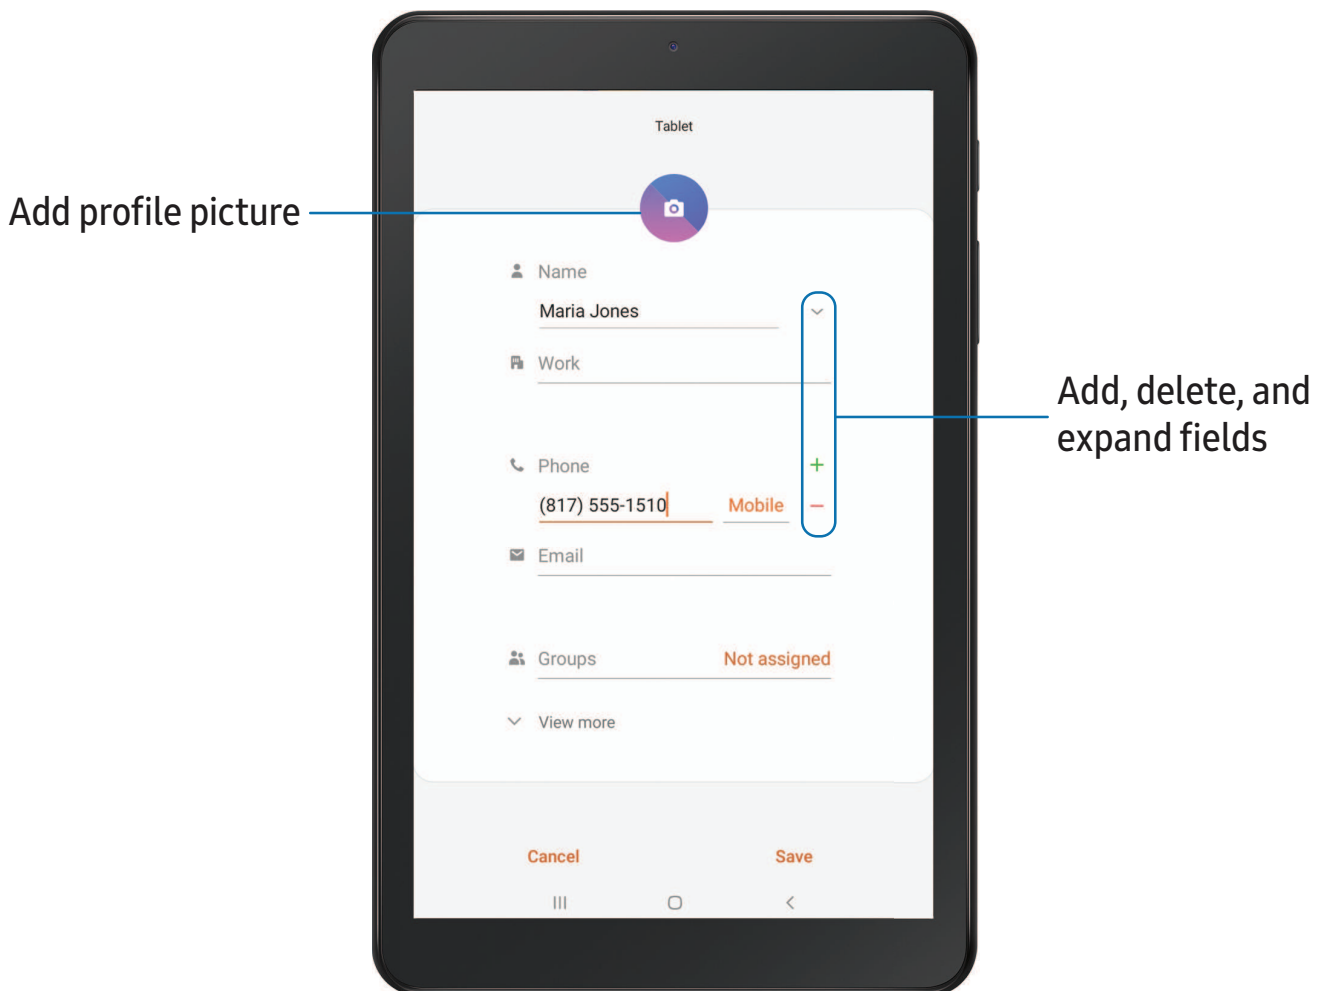 Tablet
Add profile picture
Name
Maria Jones
Work
Add, delete, and
expand fields
Phone
(817) 555-1510 Mobile
Email
Groups Not assigned
View more
Cancel Save